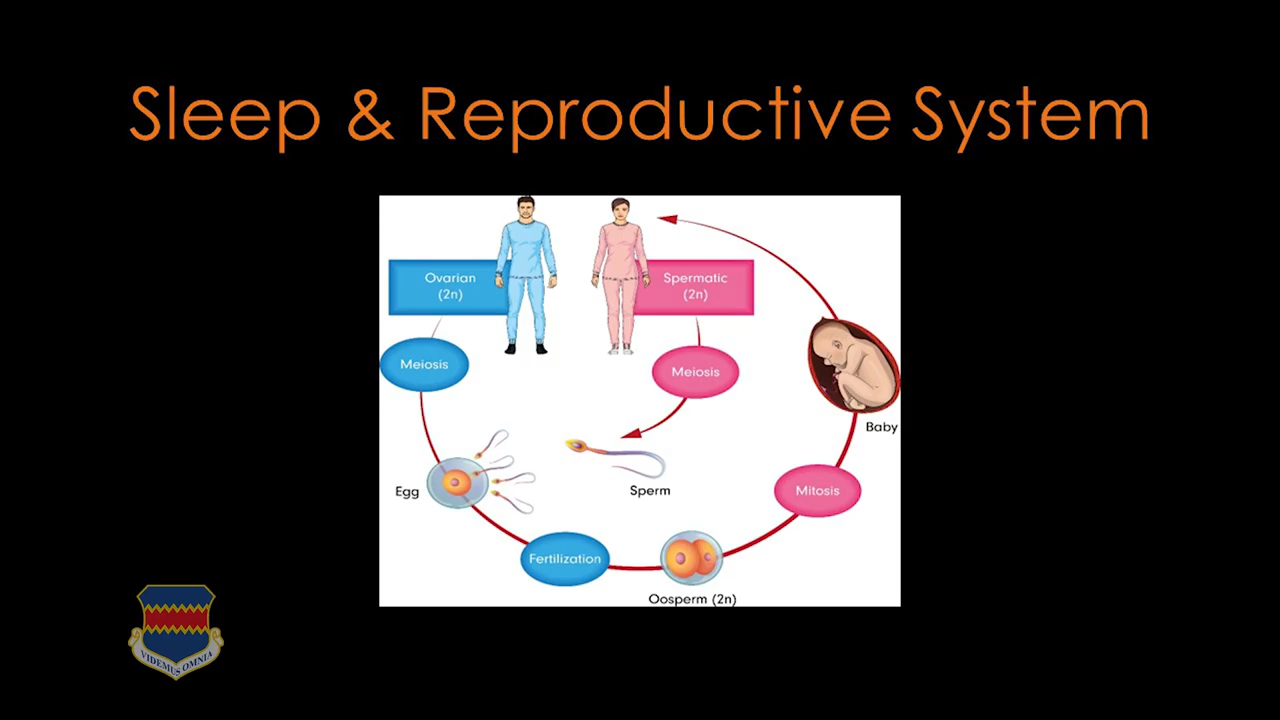 Sleep & Reproductive System
Ovarian
(2n)
Spermatic
(2n)
Meiosis
Meiosis
Baby
Egg
Sperm
Mitosis
Fertilization
Oosperm (2n)
VIDEMUS OMNIA